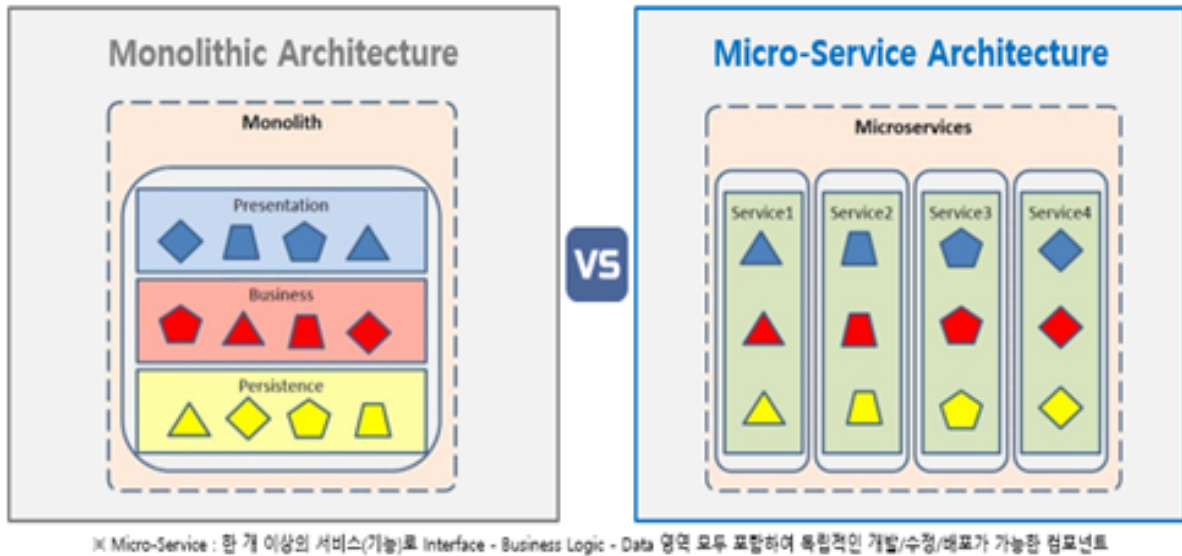 Monolithic Architecture
Monolith
Presentation
Business
Persistence
VS
Micro-Service Architecture
Microservices
Service1 Service2 Service3 Service4
※ Micro-Service : 한 개 이상의 서비스(기능)로 Interface - Business Logic - Data 영역 모두 포함하여 독립적인 개발/수정/배포가 가능한 컴포넌트